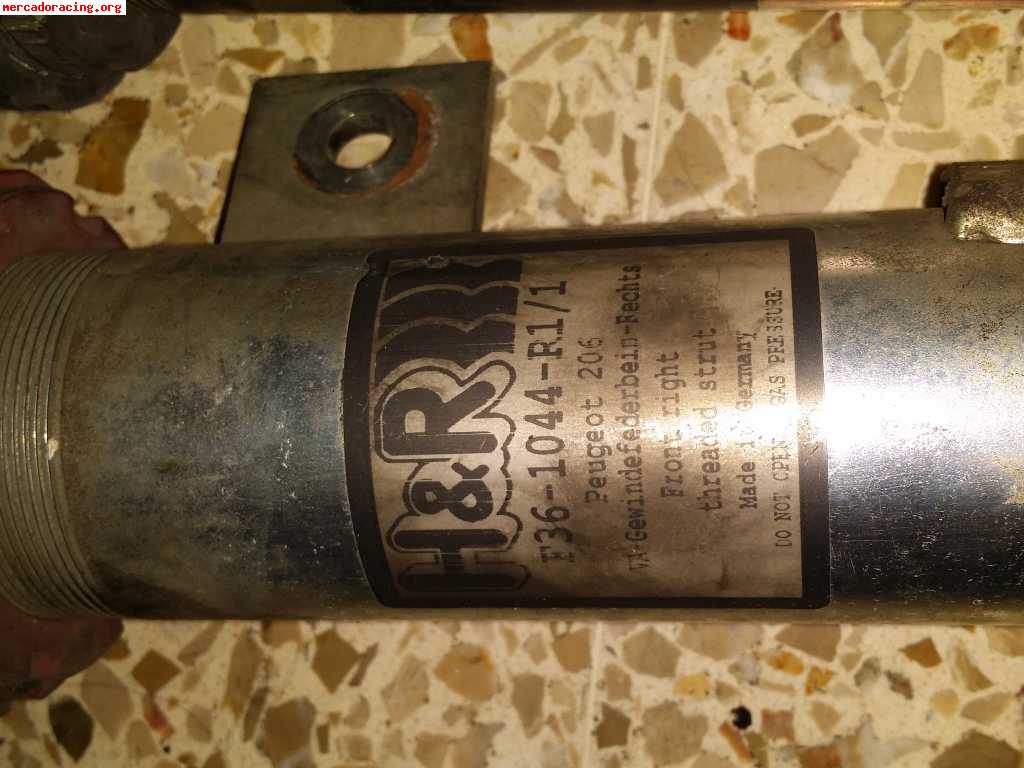 mercadoracing.org
H&R
F36-1044-R1/1
Peugeot 206
VA-Gewindefederbein-Rechts
Front right
threaded strut
Made in Germany
DO NOT OPEN GAS PRESSURE